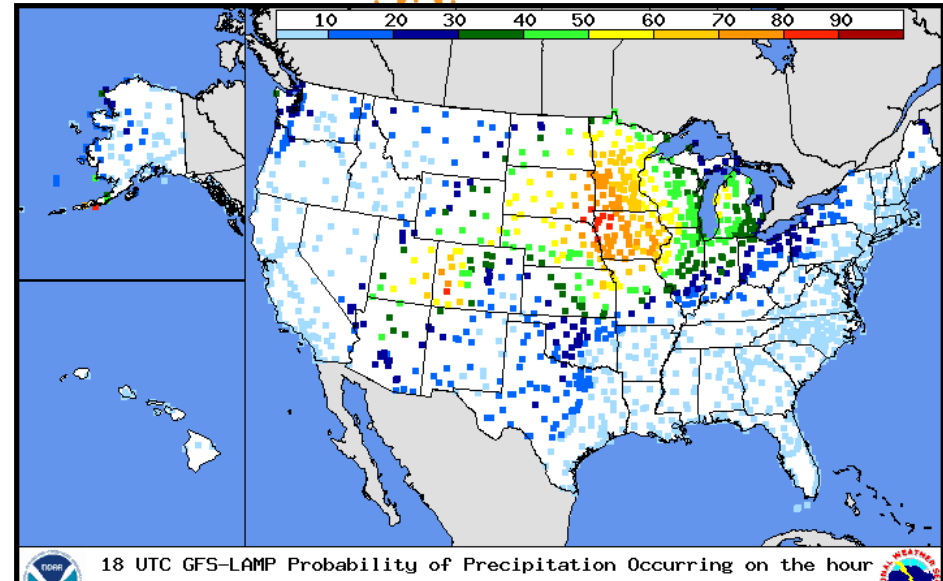 10 20 30 40 50 60 70 80 90
18 UTC GFS-LAMP Probability of Precipitation Occurring on the hour
NOAA